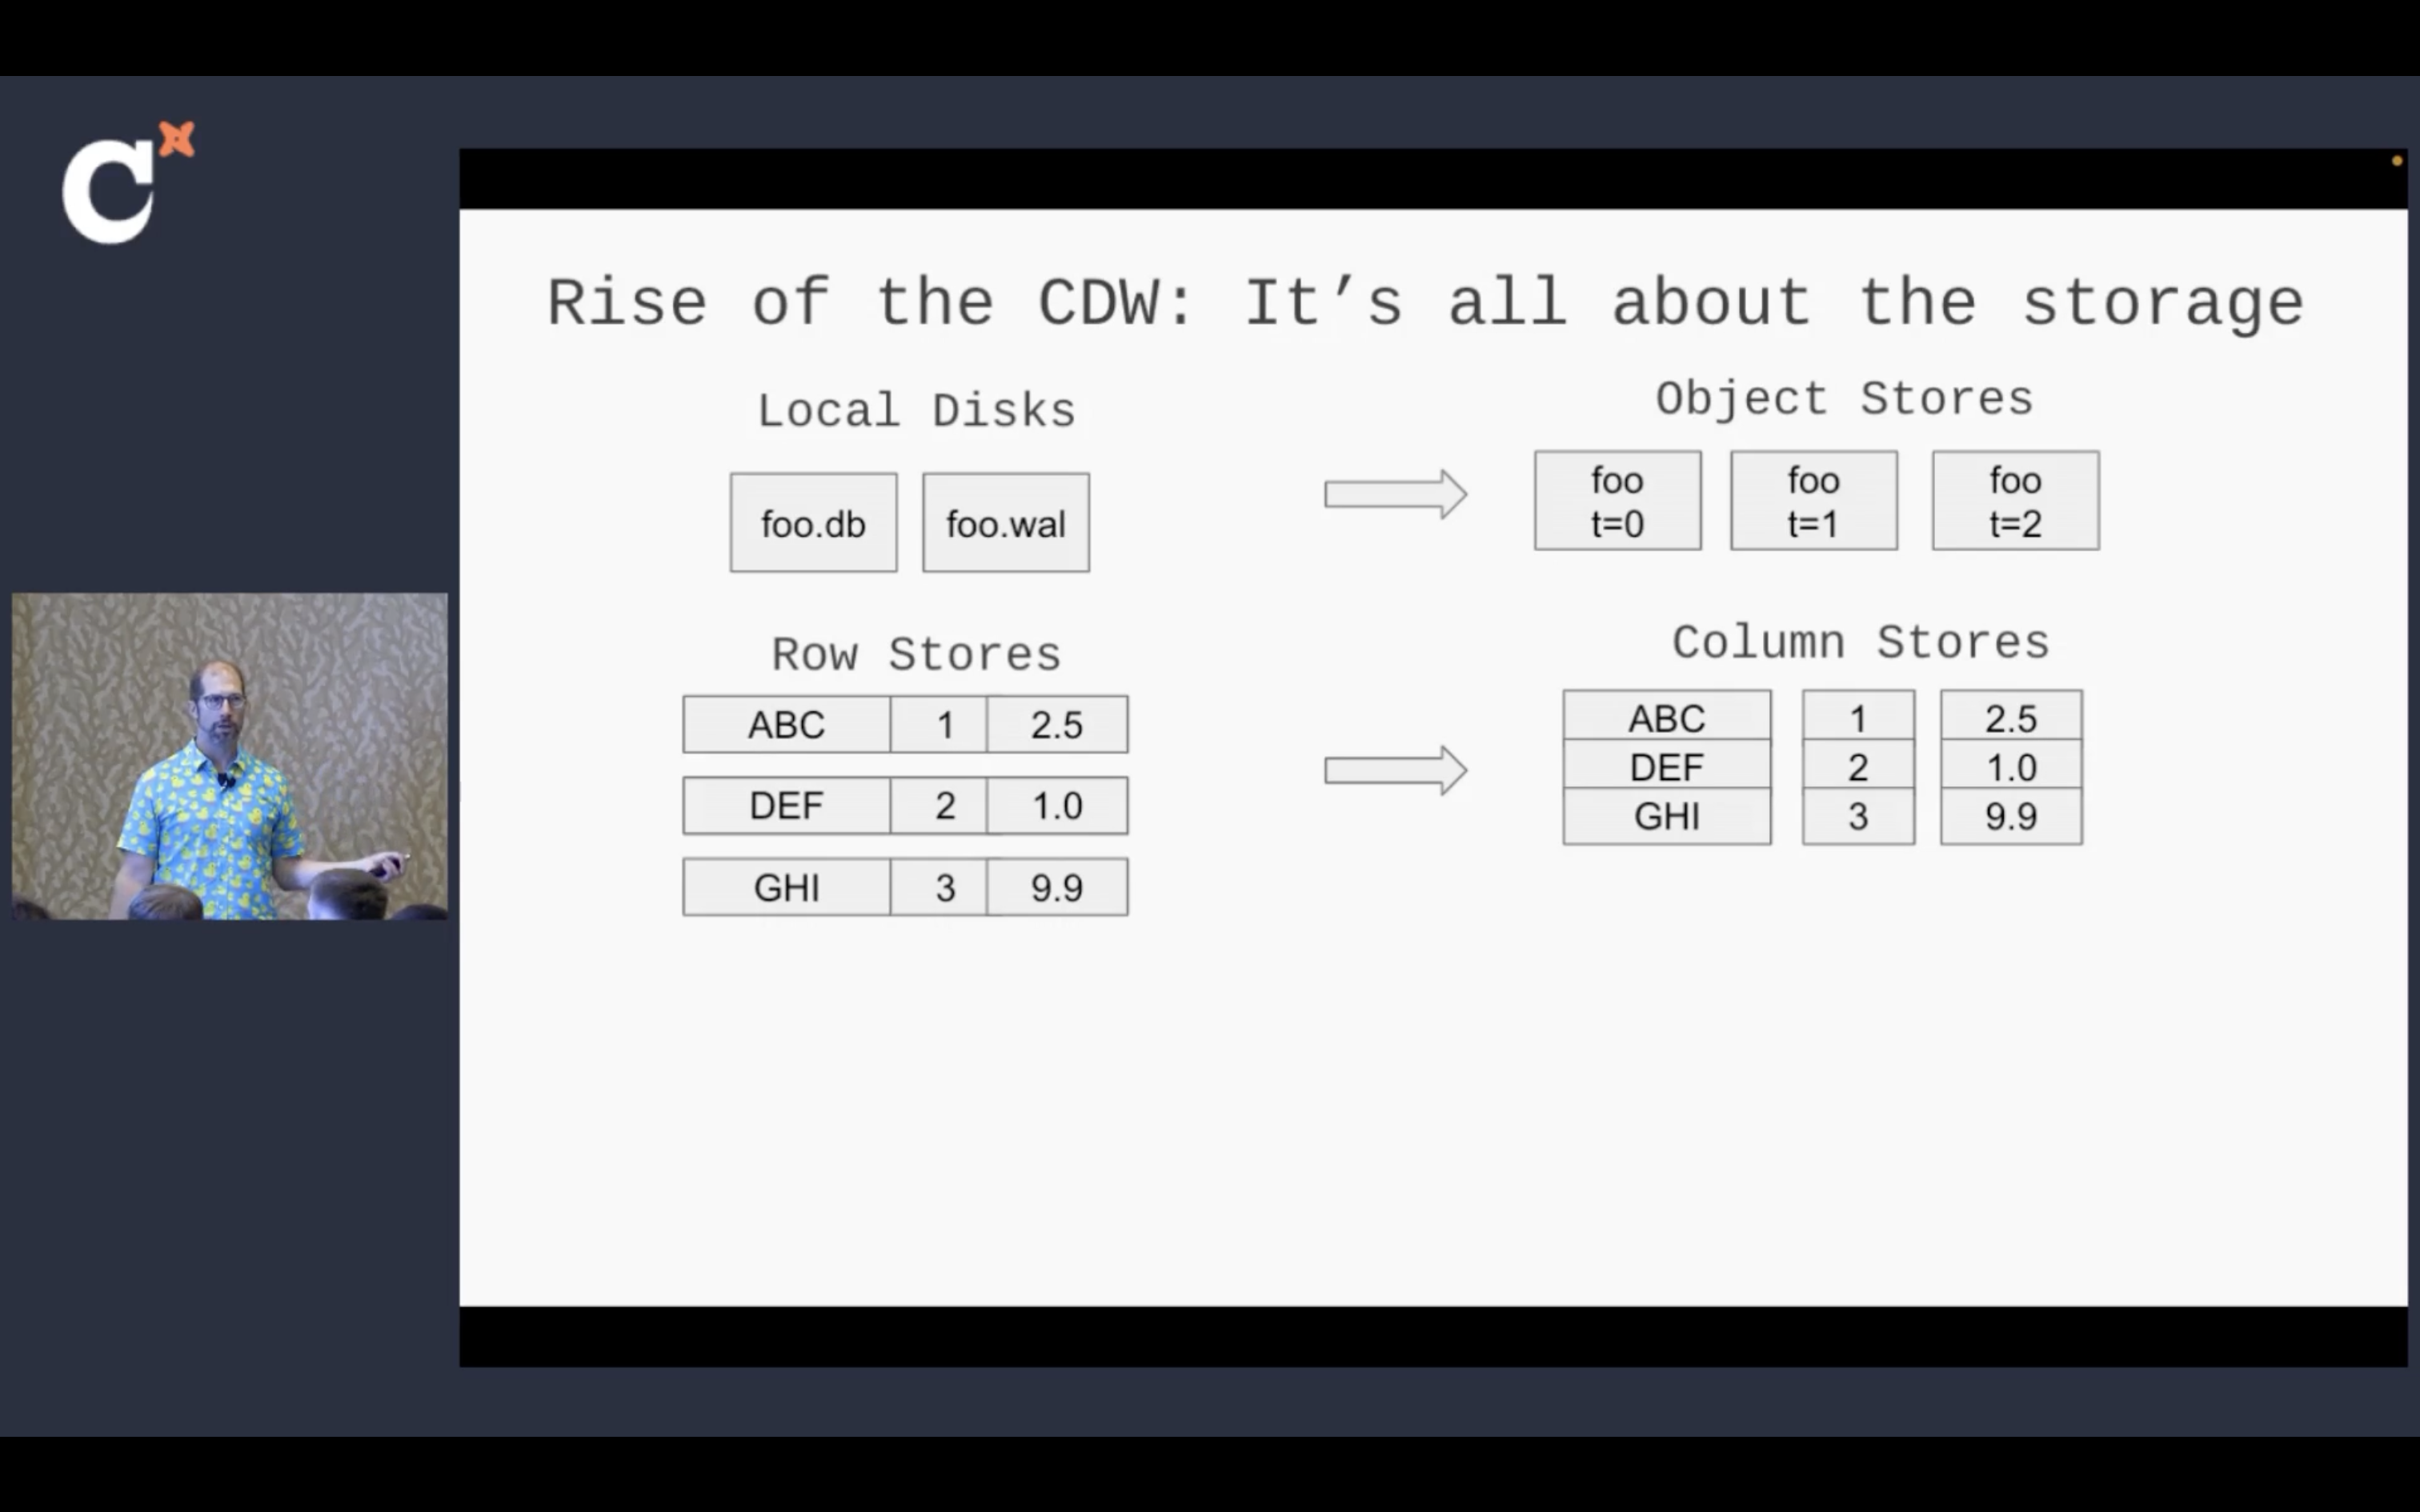 C
Rise of the CDW: It’s all about the storage
Local Disks
foo.db foo.wal
Object Stores
foo foo foo
t=0 t=1 t=2
Row Stores
ABC 1 2.5
DEF 2 1.0
GHI 3 9.9
Column Stores
ABC 1 2.5
DEF 2 1.0
GHI 3 9.9